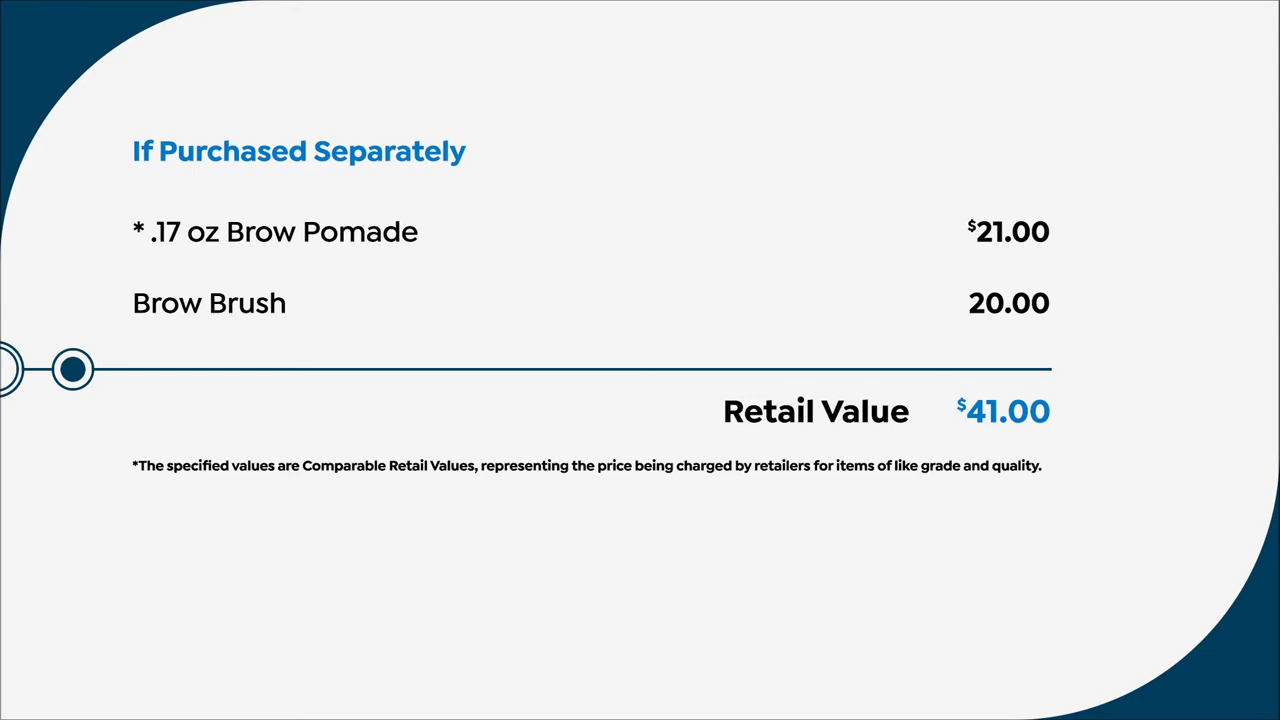 If Purchased Separately
* .17 oz Brow Pomade $21.00
Brow Brush 20.00
Retail Value $41.00
*The specified values are Comparable Retail Values, representing the price being charged by retailers for items of like grade and quality.